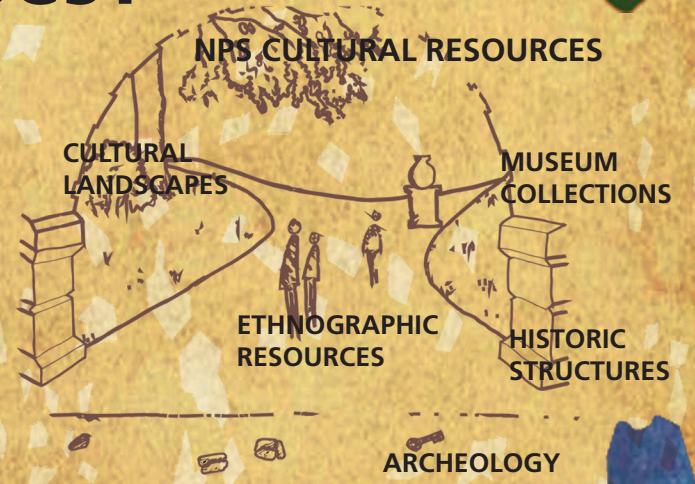 NPS CULTURAL RESOURCES
CULTURAL
LANDSCAPES
MUSEUM
COLLECTIONS
ETHNOGRAPHIC
RESOURCES
HISTORIC
STRUCTURES
ARCHEOLOGY